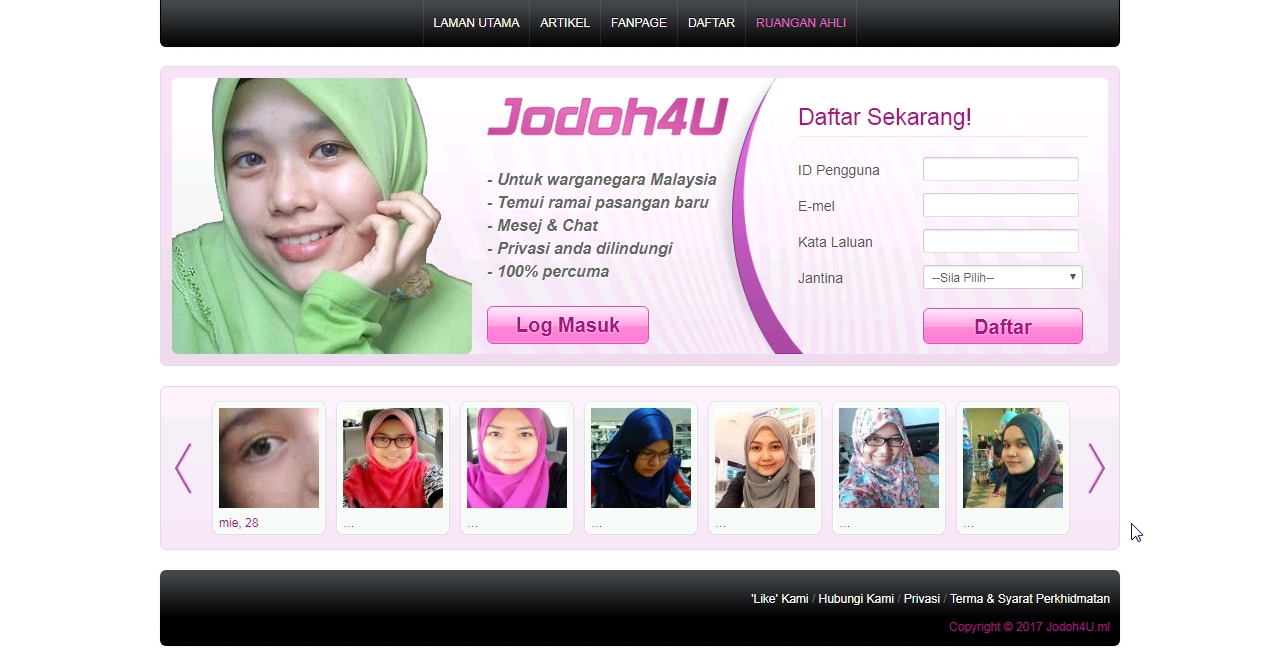 LAMAN UTAMA ARTIKEL FANPAGE DAFTAR RUANGAN AHLI
Jodoh4U
- Untuk warganegara Malaysia
- Temui ramai pasangan baru
- Mesej & Chat
- Privasi anda dilindungi
- 100% percuma
Log Masuk
Daftar Sekarang!
ID Pengguna
E-mel
Kata Laluan
Jantina --Sila Pilih--
Daftar
mie, 28 ... ... ... ... ... ...
'Like' Kami / Hubungi Kami / Privasi / Terma & Syarat Perkhidmatan
Copyright © 2017 Jodoh4U.ml